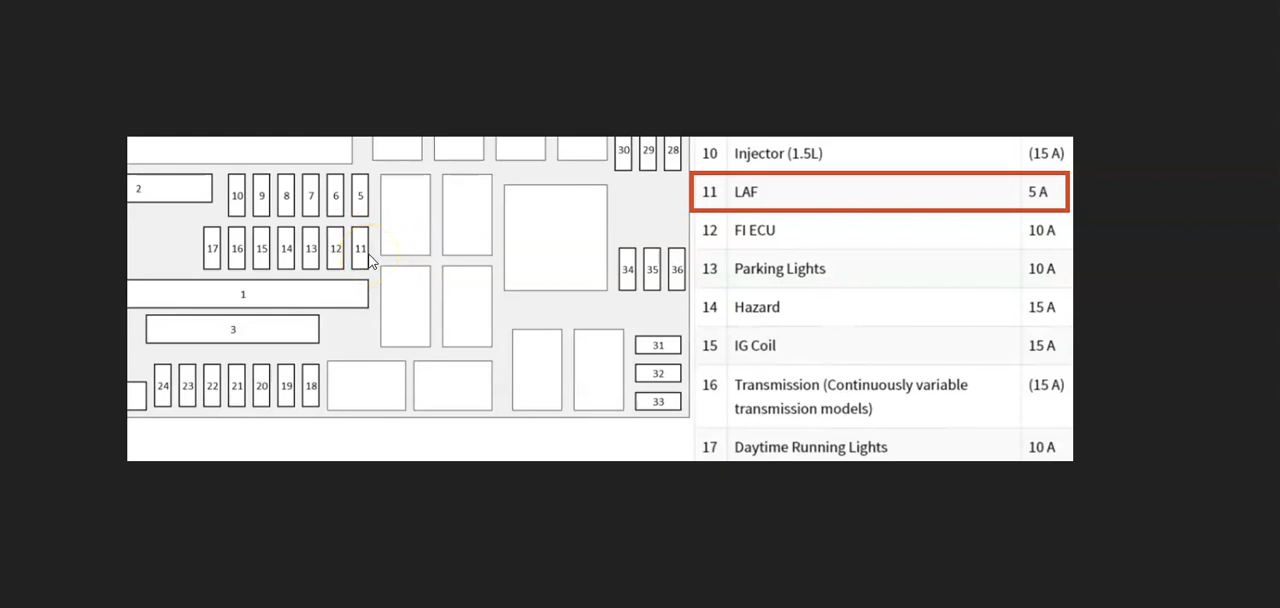 30 29 28
2
10 9 8 7 6 5
17 16 15 14 13 12 11
34 35 36
1
3
31
32
33
24 23 22 21 20 19 18
10 Injector (1.5L) (15 A)
11 LAF 5 A
12 FI ECU 10 A
13 Parking Lights 10 A
14 Hazard 15 A
15 IG Coil 15 A
16 Transmission (Continuously variable (15 A)
transmission models)
17 Daytime Running Lights 10 A